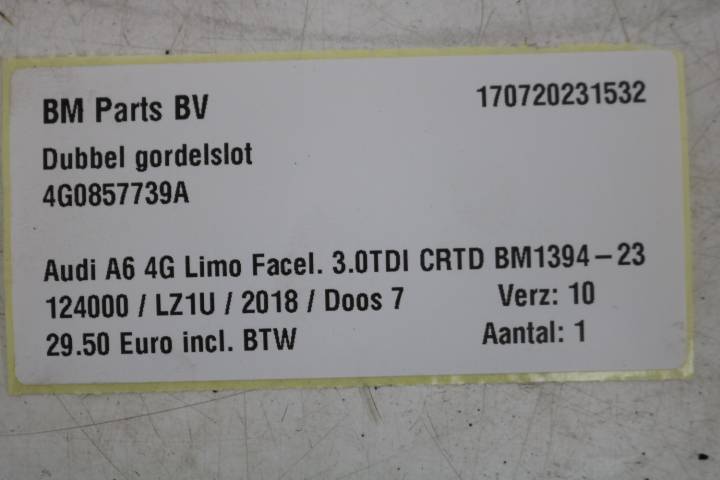 BM Parts BV 170720231532
Dubbel gordelslot
4G0857739A
Audi A6 4G Limo Facel. 3.0TDI CRTD BM1394-23
124000 / LZ1U / 2018 / Doos 7 Verz: 10
29.50 Euro incl. BTW Aantal: 1